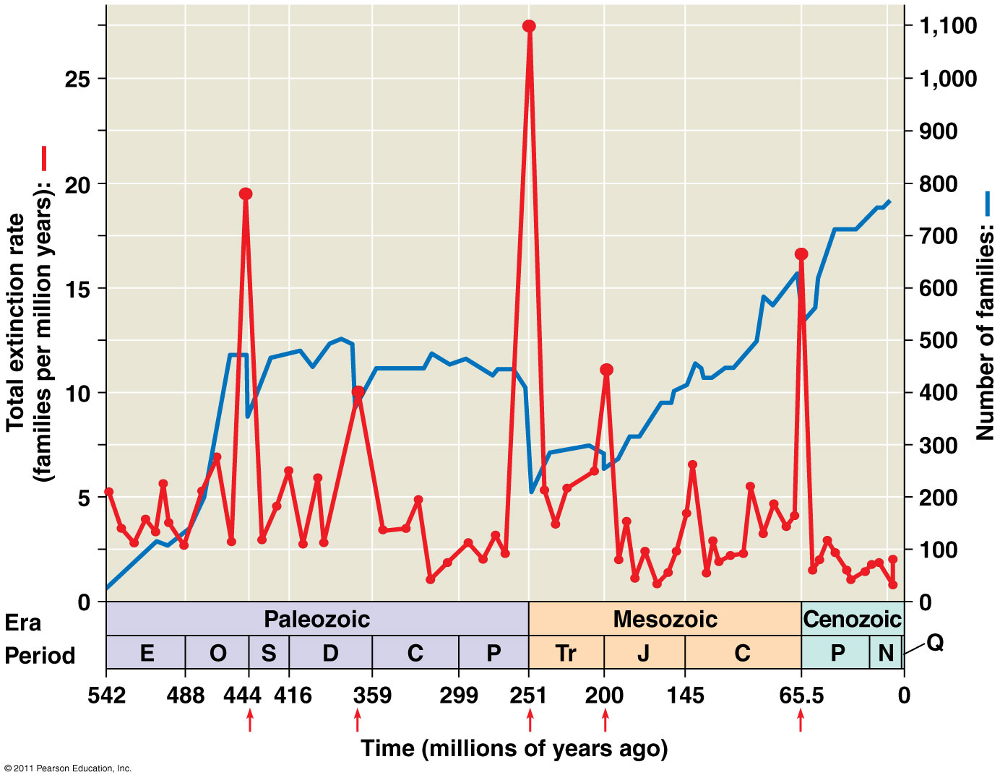 Total extinction rate
(families per million years):
25
20
15
10
5
0
1,100
1,000
900
800
700
600
500
400
300
200
100
0
Number of families:
Era
Paleozoic
Mesozoic
Cenozoic
Period
E
O
S
D
C
P
Tr
J
C
P
N
Q
542
488
444
416
359
299
251
200
145
65.5
0
Time (millions of years ago)
© 2011 Pearson Education, Inc.